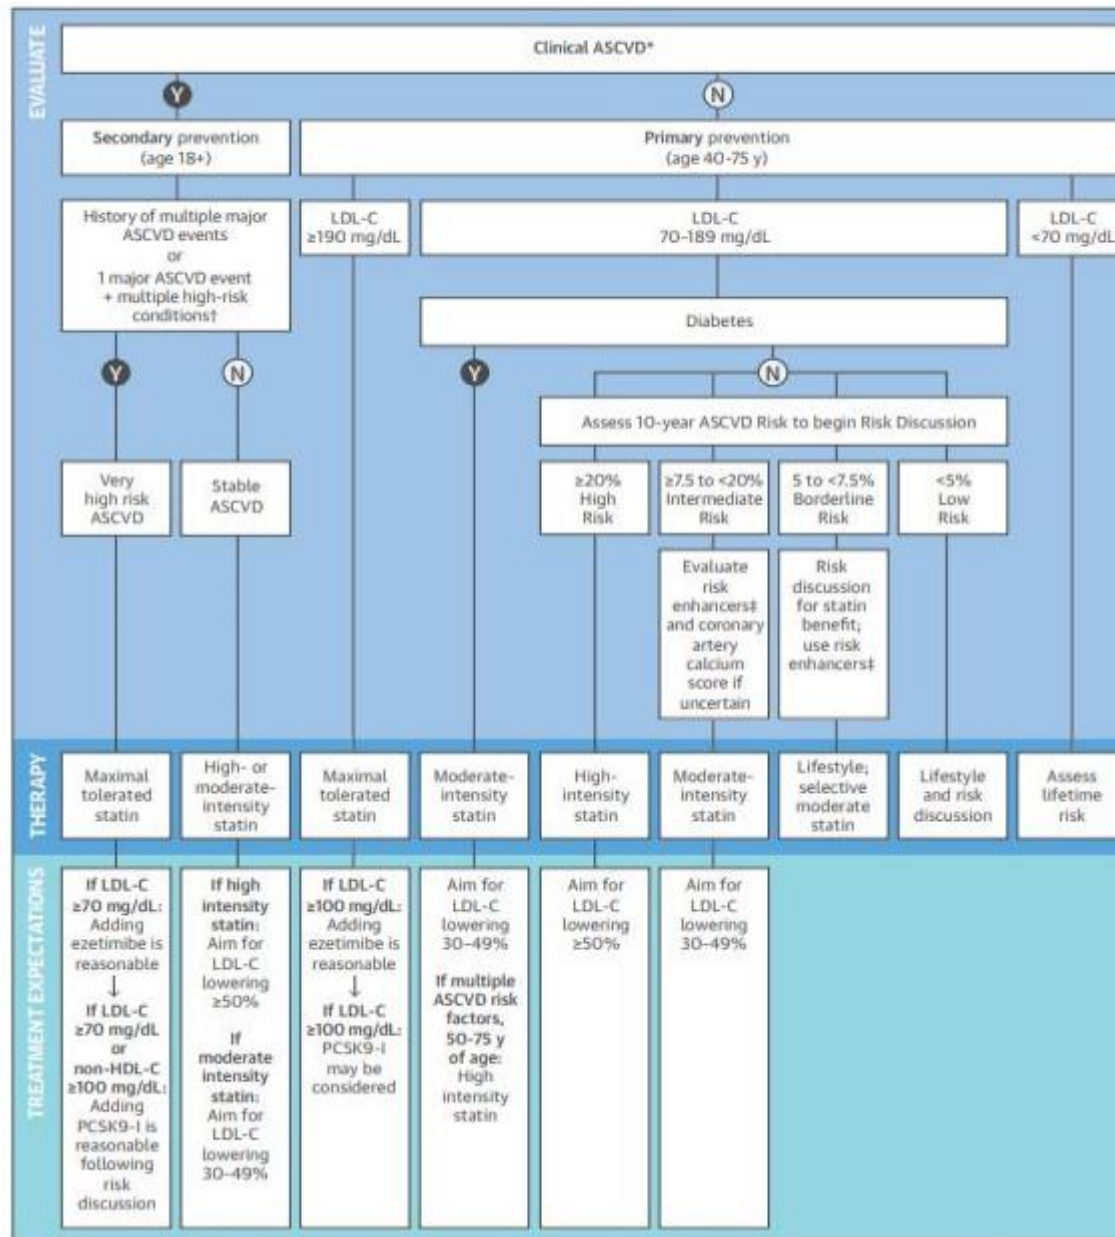 EVALUATE
Clinical ASCVD*
Y
N
Secondary prevention
(age 18+)
Primary prevention
(age 40-75 y)
History of multiple major
ASCVD events
or
1 major ASCVD event
+ multiple high-risk
conditions†
LDL-C
≥190 mg/dL
LDL-C
70-189 mg/dL
LDL-C
<70 mg/dL
Diabetes
Y
N
Y
N
Assess 10-year ASCVD Risk to begin Risk Discussion
Very
high risk
ASCVD
Stable
ASCVD
≥20%
High
Risk
≥7.5 to <20%
Intermediate
Risk
5 to <7.5%
Borderline
Risk
<5%
Low
Risk
Evaluate
risk
enhancers‡
and coronary
artery
calcium
score if
uncertain
Risk
discussion
for statin
benefit;
use risk
enhancers‡
THERAPY
Maximal
tolerated
statin
High- or
moderate-
intensity
statin
Maximal
tolerated
statin
Moderate-
intensity
statin
High-
intensity
statin
Moderate-
intensity
statin
Lifestyle;
selective
moderate
statin
Lifestyle
and risk
discussion
Assess
lifetime
risk
TREATMENT EXPECTATIONS
If LDL-C
≥70 mg/dL:
Adding
ezetimibe is
reasonable
↓
If LDL-C
≥70 mg/dL
or
non-HDL-C
≥100 mg/dL:
Adding
PCSK9-I is
reasonable
following
risk
discussion
If high
intensity
statin:
Aim for
LDL-C
lowering
≥50%
If
moderate
intensity
statin:
Aim for
LDL-C
lowering
30-49%
If LDL-C
≥100 mg/dL:
Adding
ezetimibe is
reasonable
↓
If LDL-C
≥100 mg/dL:
PCSK9-I
may be
considered
Aim for
LDL-C
lowering
30-49%
If multiple
ASCVD risk
factors,
50-75 y
of age:
High
intensity
statin
Aim for
LDL-C
lowering
≥50%
Aim for
LDL-C
lowering
30-49%